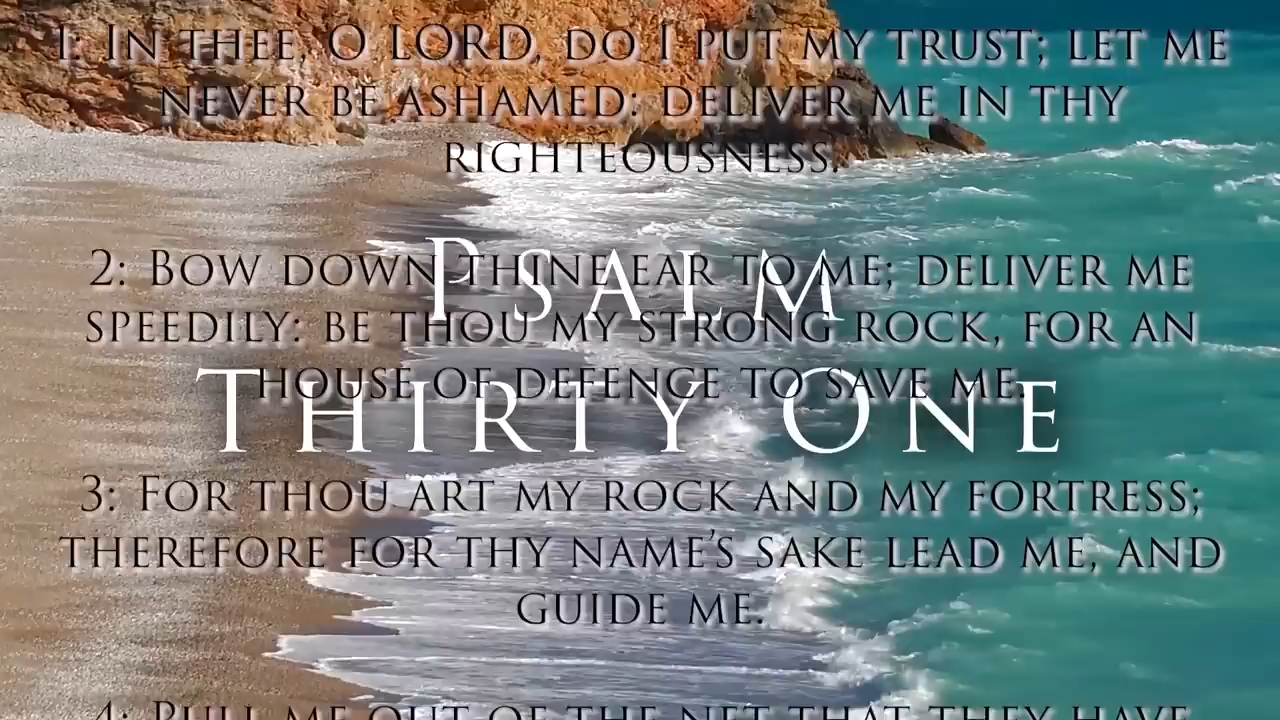 1: In thee, O LORD, do I put my trust; let me
never be ashamed: deliver me in thy
righteousness.
Psalm
2: Bow down thine ear to me; deliver me
speedily: be thou my strong rock, for an
house of defence to save me.
Thirty One
3: For thou art my rock and my fortress;
therefore for thy name's sake lead me, and
guide me.
4: Pull me out of the net that they have